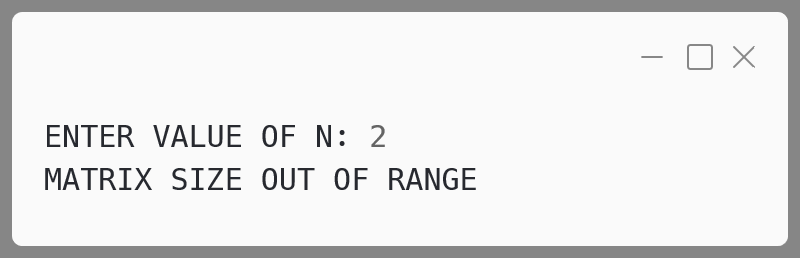 ENTER VALUE OF N: 2
MATRIX SIZE OUT OF RANGE